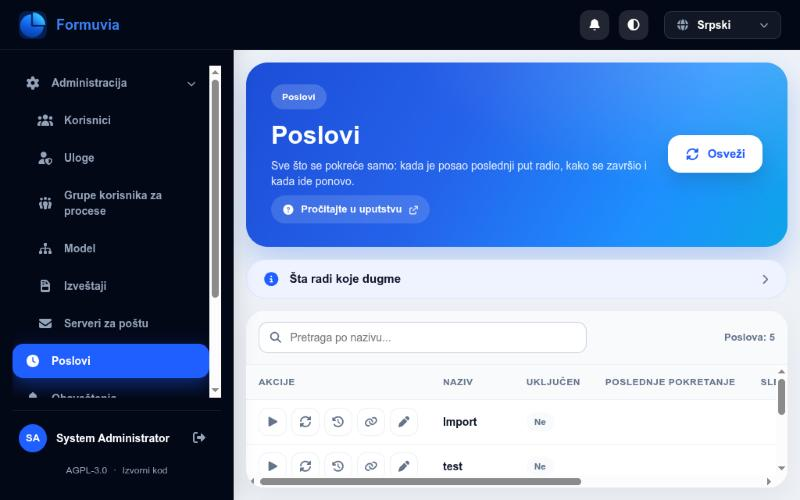 Formuvia
Srpski
Administracija
Korisnici
Uloge
Grupe korisnika za
procese
Model
Izveštaji
Serveri za poštu
Poslovi
SA
System Administrator
AGPL-3.0 · Izvorni kod
Poslovi
Poslovi
Sve što se pokreće samo: kada je posao poslednji put radio, kako se završio i
kada ide ponovo.
Pročitajte u uputstvu
Osveži
Šta radi koje dugme
Pretraga po nazivu...
Poslova: 5
AKCIJE NAZIV UKLJUČEN POSLEDNJE POKRETANJE
Import Ne
test Ne